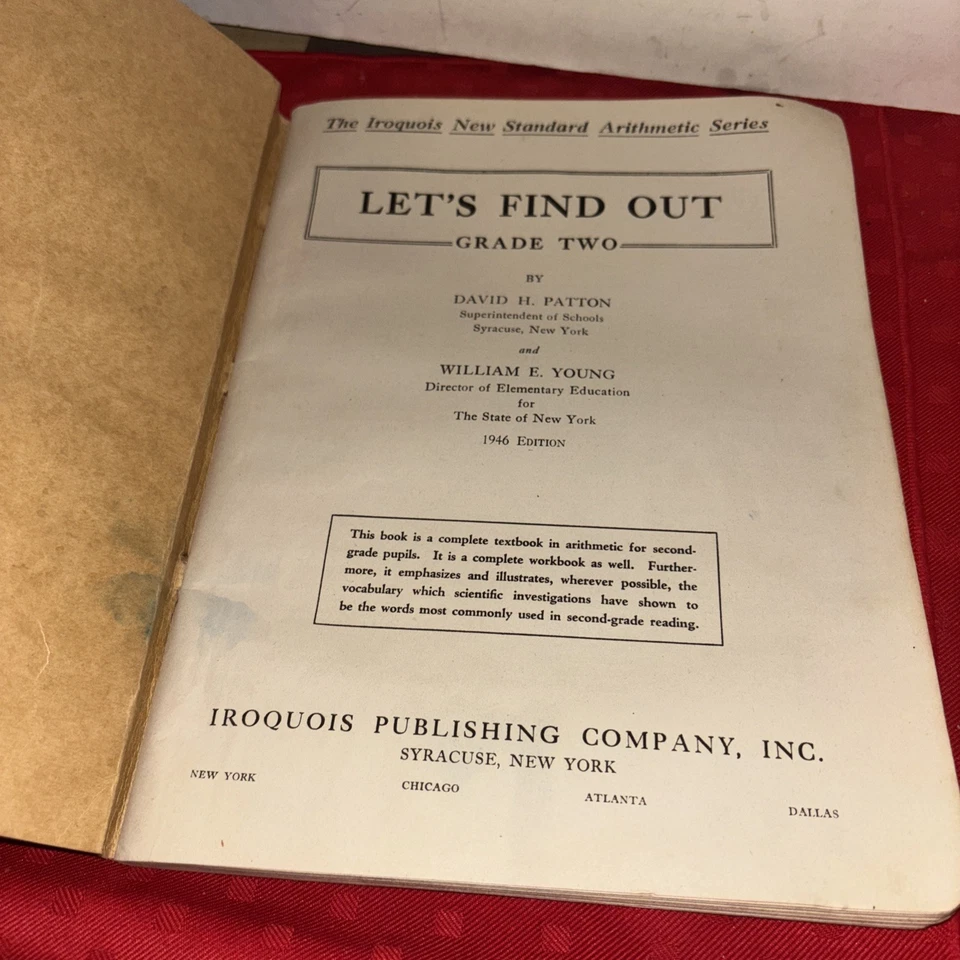 The Iroquois New Standard Arithmetic Series
LET'S FIND OUT
GRADE TWO
BY
DAVID H. PATTON
Superintendent of Schools
Syracuse, New York
and
WILLIAM E. YOUNG
Director of Elementary Education
for
The State of New York
1946 EDITION
This book is a complete textbook in arithmetic for second-
grade pupils. It is a complete workbook as well. Further-
more, it emphasizes and illustrates, wherever possible, the
vocabulary which scientific investigations have shown to
be the words most commonly used in second-grade reading.
IROQUOIS PUBLISHING COMPANY, INC.
SYRACUSE, NEW YORK
NEW YORK CHICAGO ATLANTA DALLAS